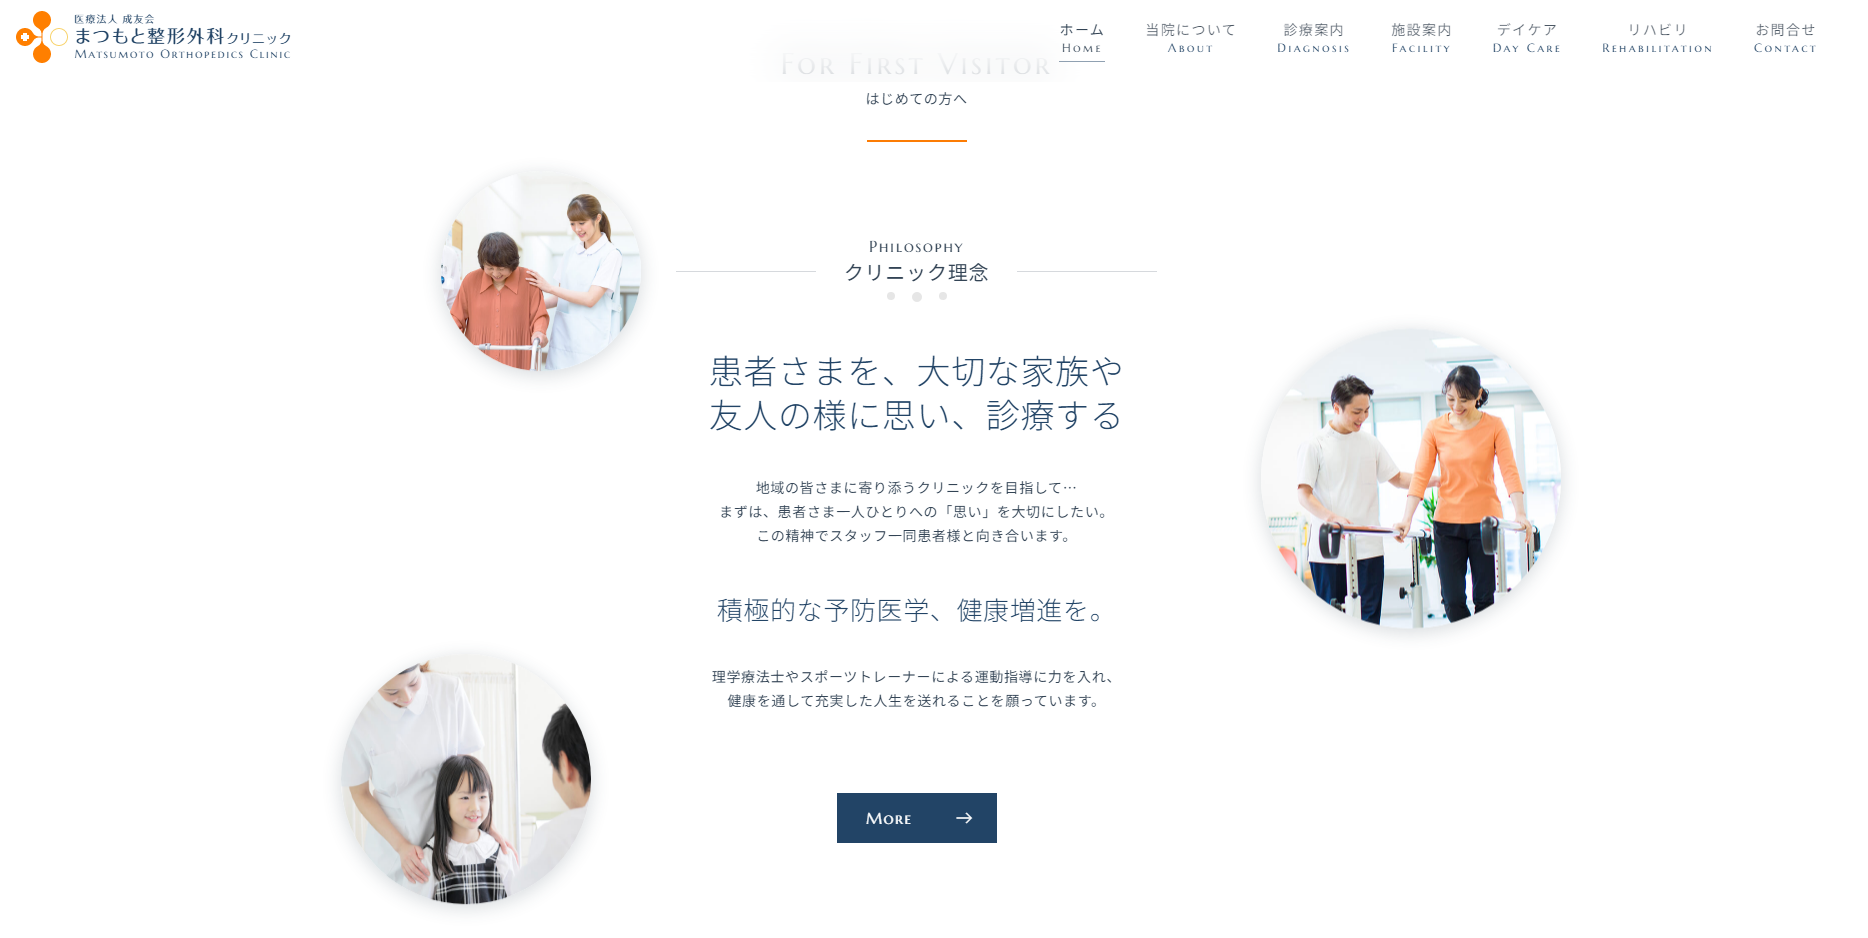 医療法人 成友会
まつもと整形外科クリニック
Matsumoto Orthopedics Clinic
ホーム
Home
当院について
About
診療案内
Diagnosis
施設案内
Facility
デイケア
Day Care
リハビリ
Rehabilitation
お問合せ
Contact
For First Visitor
はじめての方へ
Philosophy
クリニック理念
患者さまを、大切な家族や
友人の様に思い、診療する
地域の皆さまに寄り添うクリニックを目指して…
まずは、患者さま一人ひとりへの「思い」を大切にしたい。
この精神でスタッフ一同患者様と向き合います。
積極的な予防医学、健康増進を。
理学療法士やスポーツトレーナーによる運動指導に力を入れ、
健康を通して充実した人生を送れることを願っています。
More